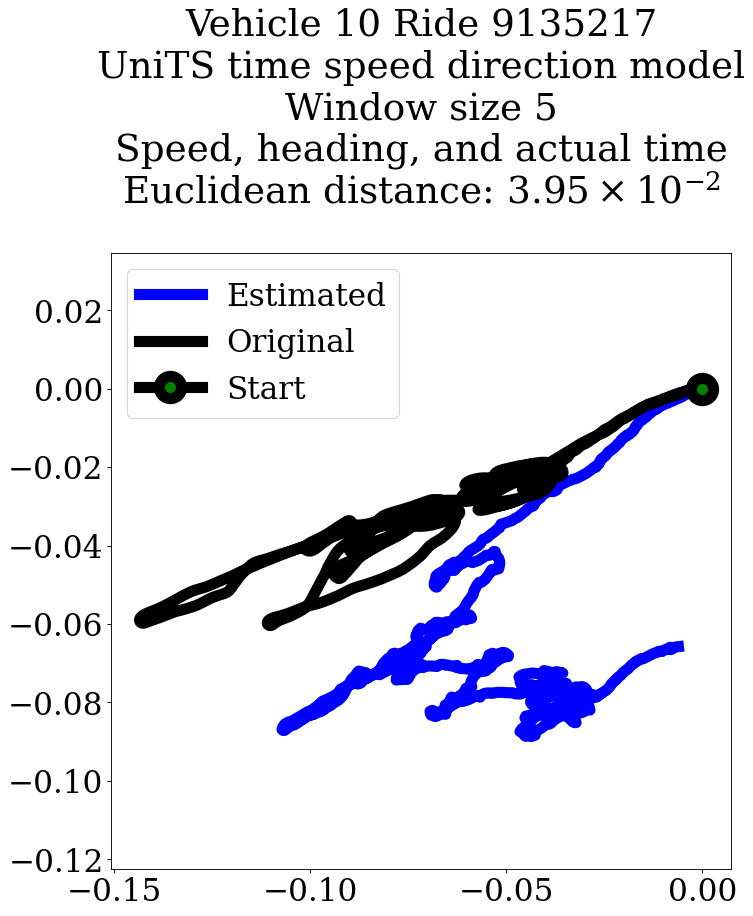 Vehicle 10 Ride 9135217
UniTS time speed direction model
Window size 5
Speed, heading, and actual time
Euclidean distance: 3.95 × 10⁻²
Estimated
Original
Start
0.02
0.00
−0.02
−0.04
−0.06
−0.08
−0.10
−0.12
−0.15
−0.10
−0.05
0.00